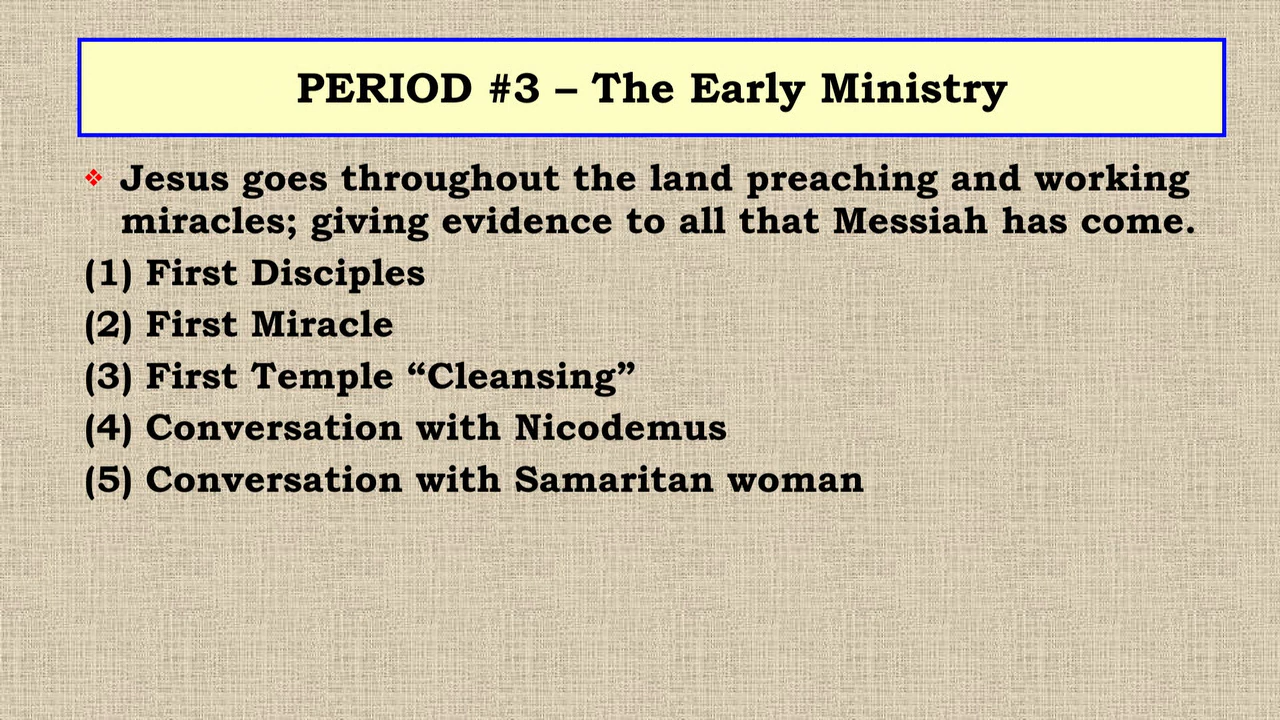 PERIOD #3 – The Early Ministry
❖ Jesus goes throughout the land preaching and working
miracles; giving evidence to all that Messiah has come.
(1) First Disciples
(2) First Miracle
(3) First Temple “Cleansing”
(4) Conversation with Nicodemus
(5) Conversation with Samaritan woman